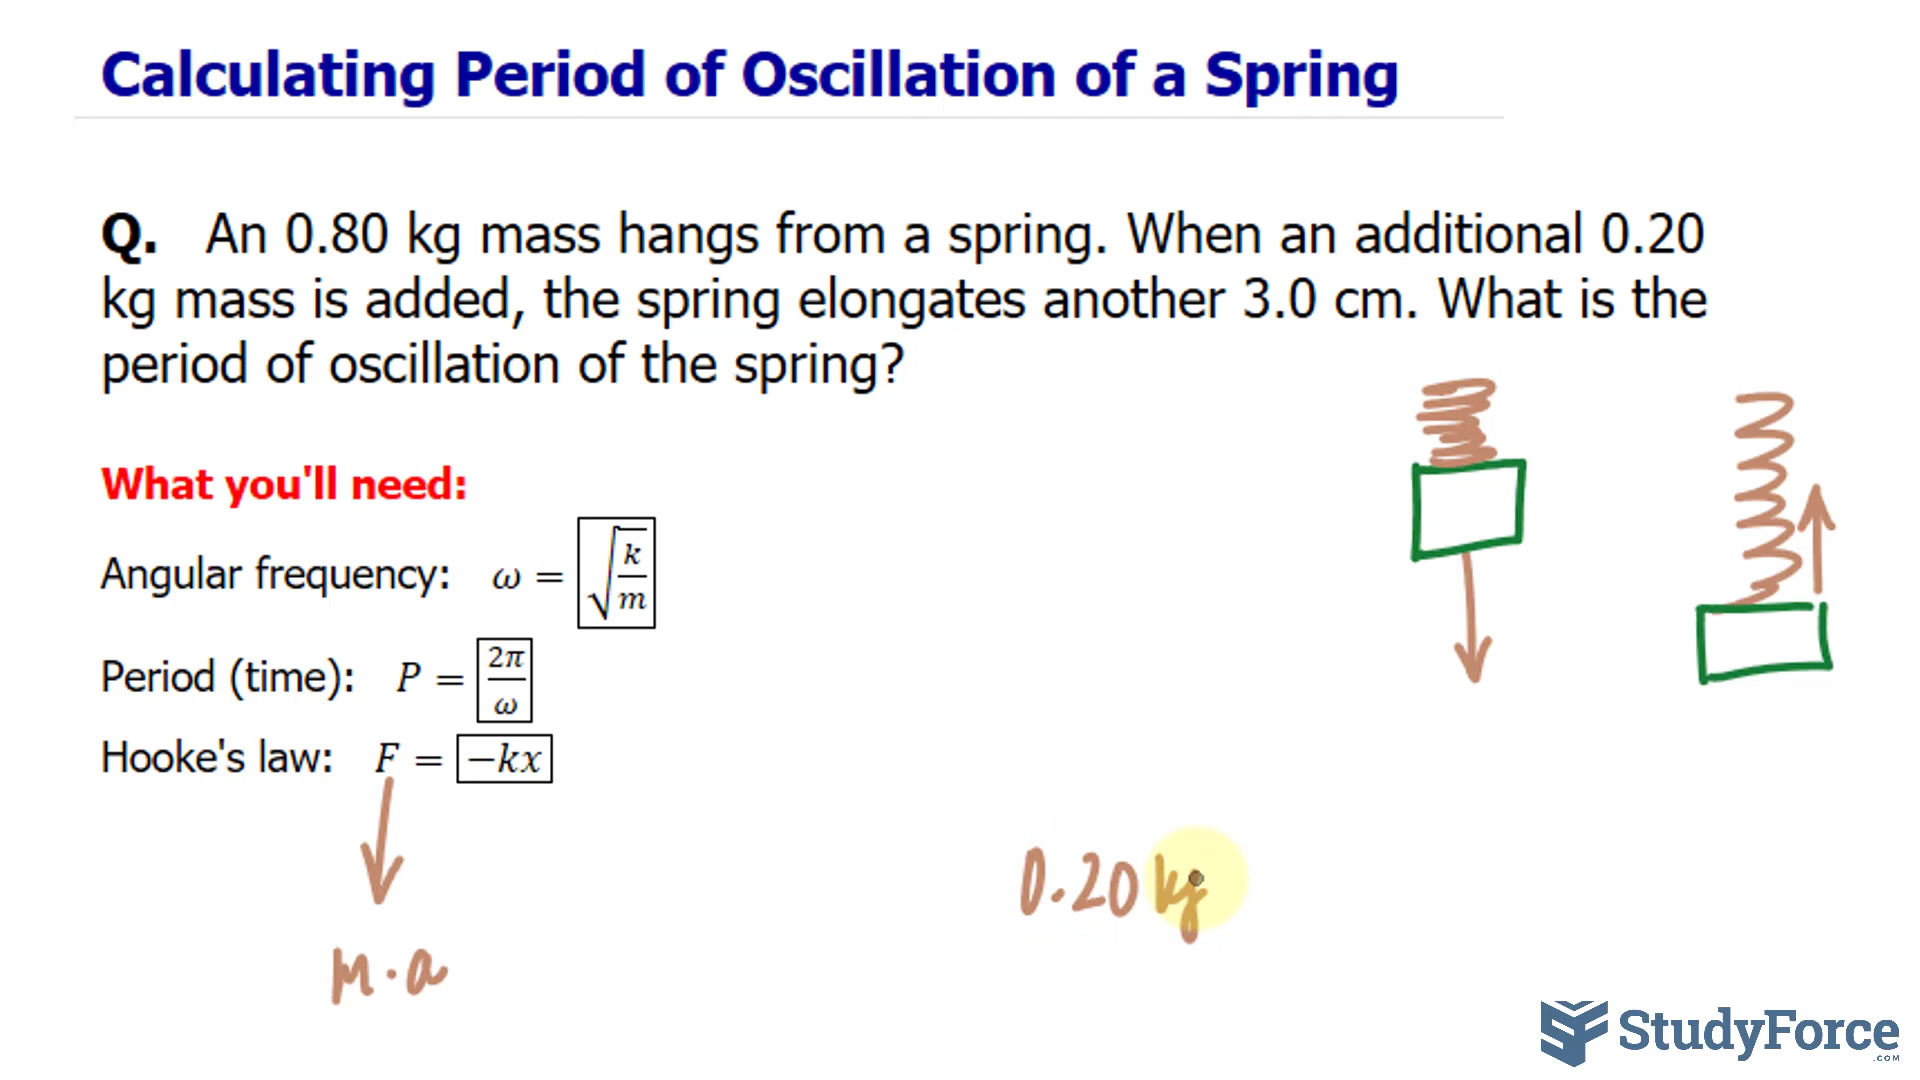 Calculating Period of Oscillation of a Spring
Q. An 0.80 kg mass hangs from a spring. When an additional 0.20
kg mass is added, the spring elongates another 3.0 cm. What is the
period of oscillation of the spring?
What you'll need:
Angular frequency: ω = √(k/m)
Period (time): P = 2π/ω
Hooke's law: F = −kx
0.20 kg
M · a
StudyForce
.COM